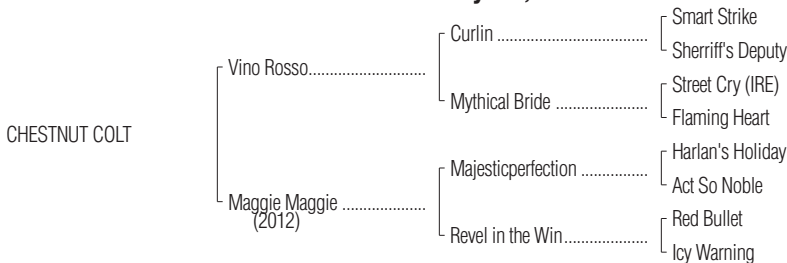 CHESTNUT COLT
Vino Rosso
Maggie Maggie
(2012)
Curlin
Mythical Bride
Majesticperfection
Revel in the Win
Smart Strike
Sherriff's Deputy
Street Cry (IRE)
Flaming Heart
Harlan's Holiday
Act So Noble
Red Bullet
Icy Warning